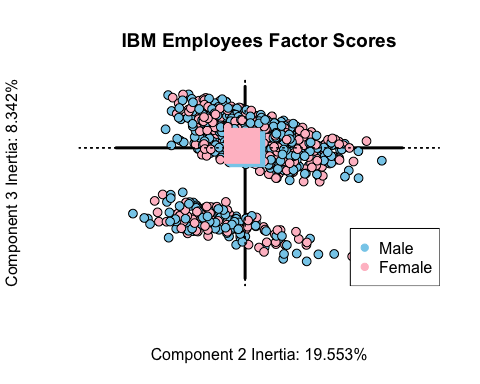 IBM Employees Factor Scores
Component 3 Inertia: 8.342%
Male
Female
Component 2 Inertia: 19.553%